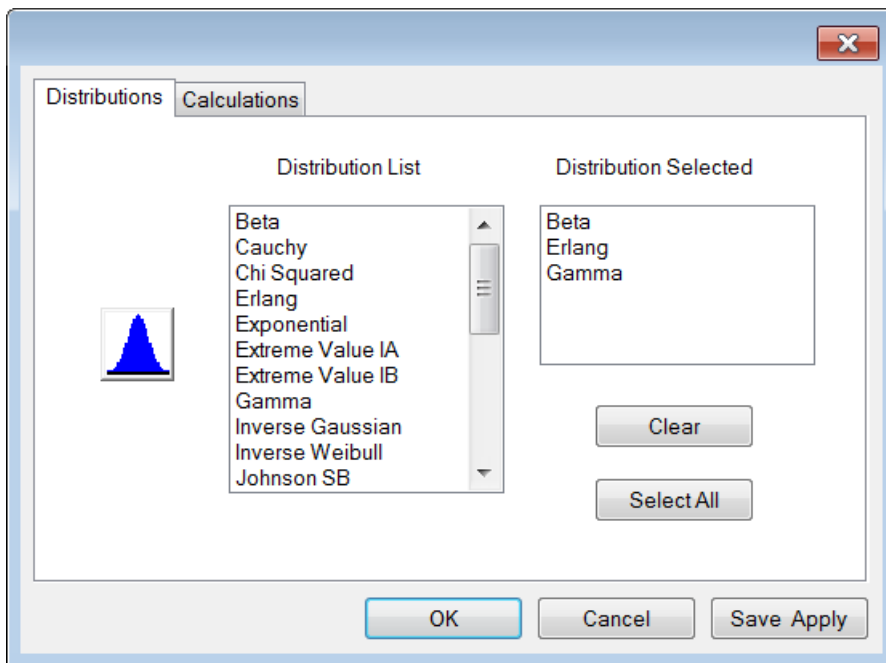 Distributions
Calculations
Distribution List
Beta
Cauchy
Chi Squared
Erlang
Exponential
Extreme Value IA
Extreme Value IB
Gamma
Inverse Gaussian
Inverse Weibull
Johnson SB
Distribution Selected
Beta
Erlang
Gamma
Clear
Select All
OK
Cancel
Save Apply